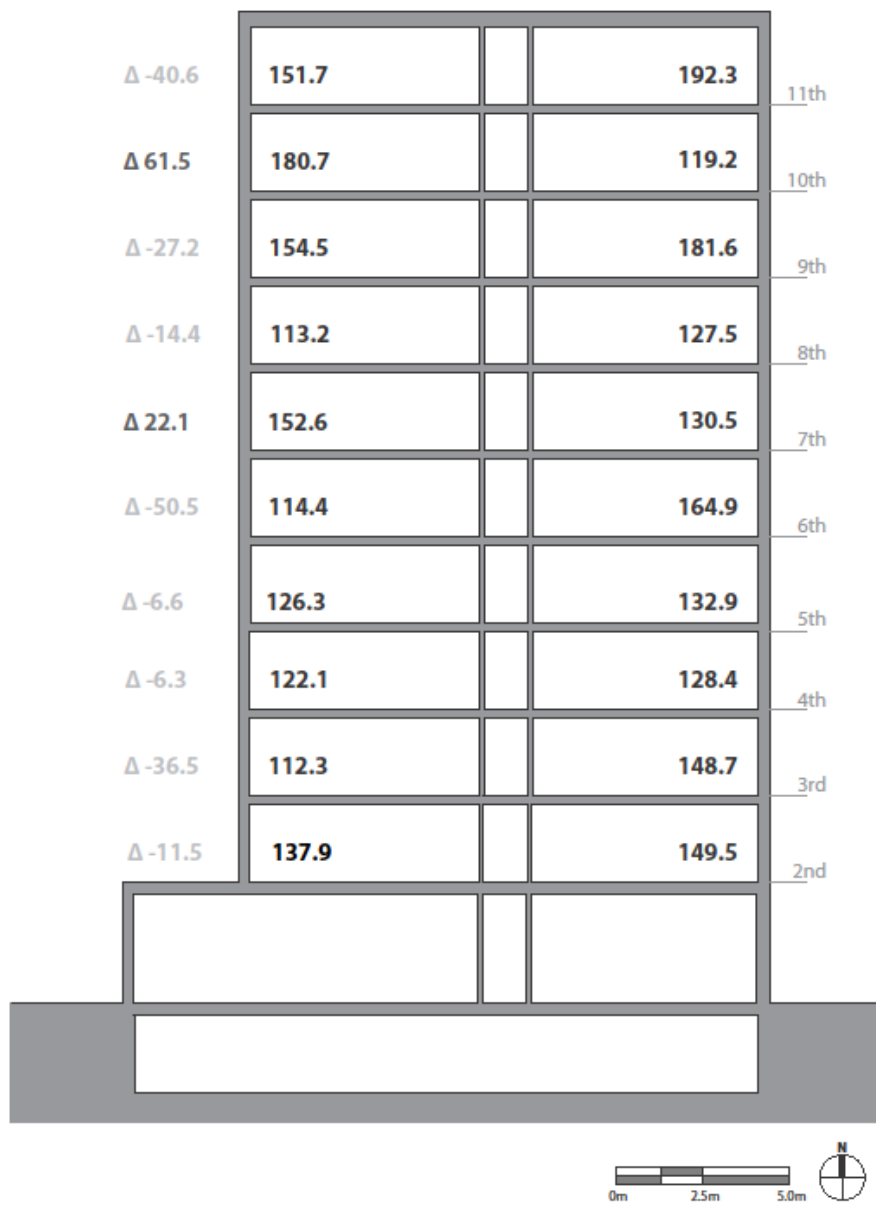 Δ -40.6 151.7 192.3 11th
Δ 61.5 180.7 119.2 10th
Δ -27.2 154.5 181.6 9th
Δ -14.4 113.2 127.5 8th
Δ 22.1 152.6 130.5 7th
Δ -50.5 114.4 164.9 6th
Δ -6.6 126.3 132.9 5th
Δ -6.3 122.1 128.4 4th
Δ -36.5 112.3 148.7 3rd
Δ -11.5 137.9 149.5 2nd
N
0m 2.5m 5.0m